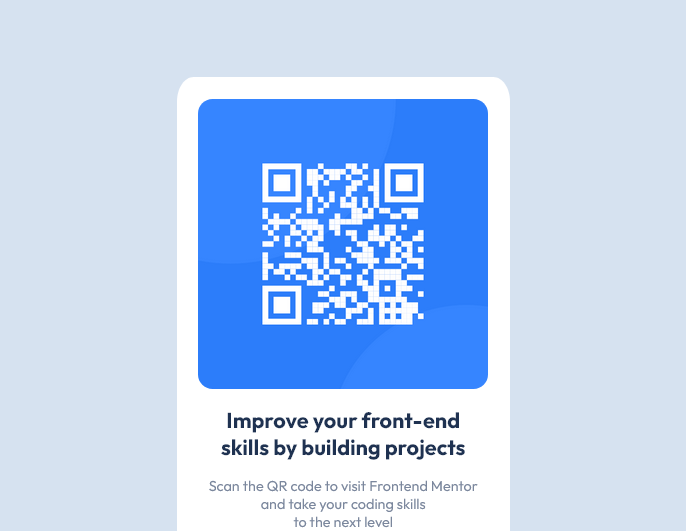 Improve your front-end
skills by building projects
Scan the QR code to visit Frontend Mentor
and take your coding skills
to the next level